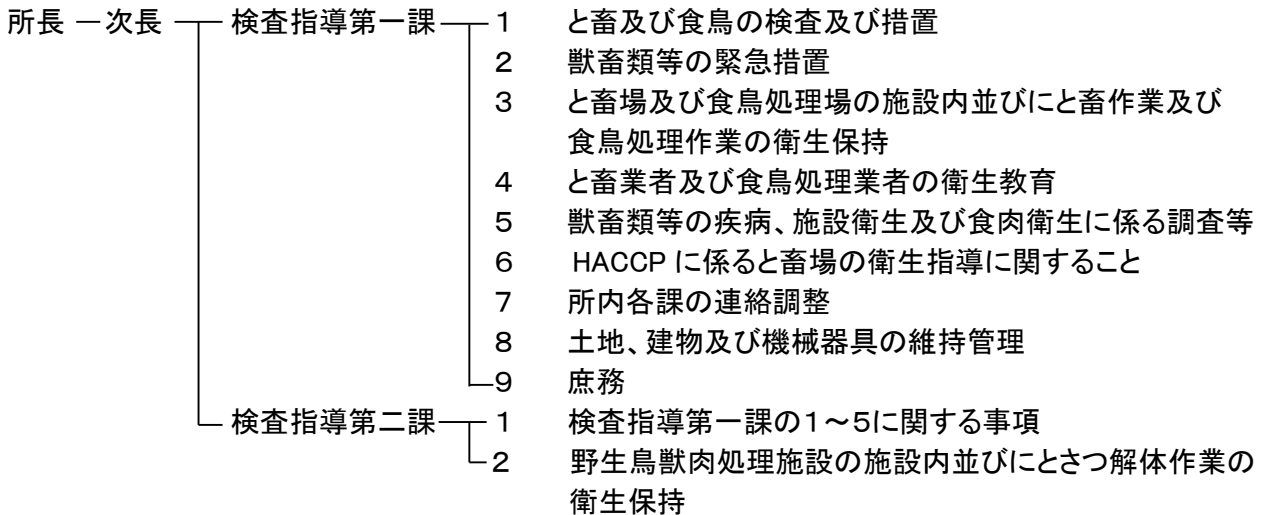 所長 ー次長 検査指導第一課 1 と畜及び食鳥の検査及び措置
2 獣畜類等の緊急措置
3 と畜場及び食鳥処理場の施設内並びにと畜作業及び
食鳥処理作業の衛生保持
4 と畜業者及び食鳥処理業者の衛生教育
5 獣畜類等の疾病、施設衛生及び食肉衛生に係る調査等
6 HACCP に係ると畜場の衛生指導に関すること
7 所内各課の連絡調整
8 土地、建物及び機械器具の維持管理
9 庶務
検査指導第二課 1 検査指導第一課の1～5に関する事項
2 野生鳥獣肉処理施設の施設内並びにとさつ解体作業の
衛生保持